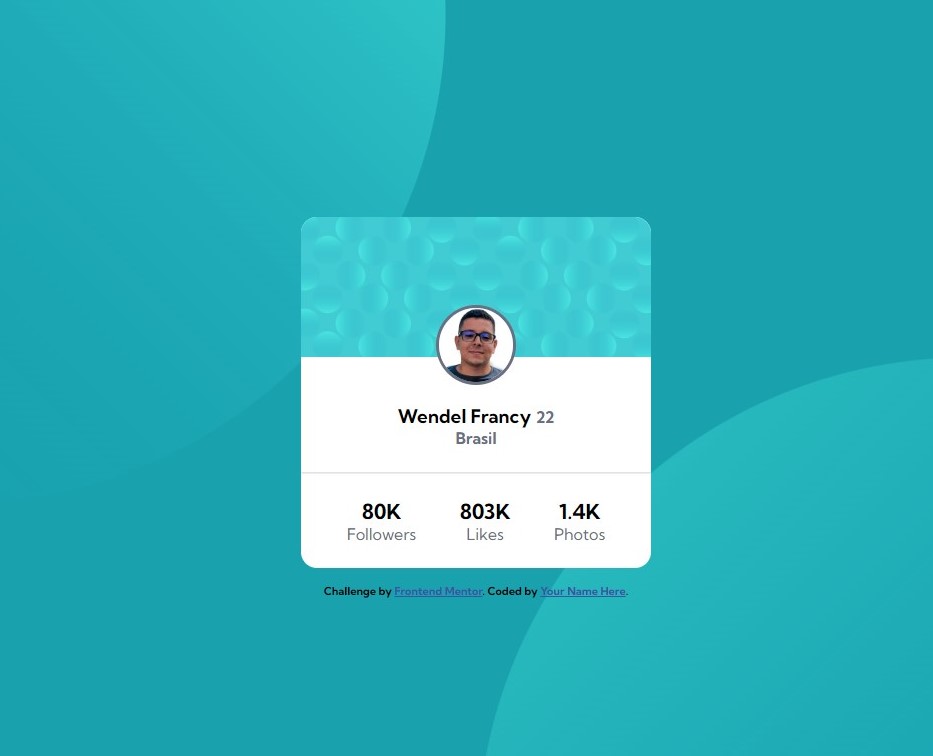 Wendel Francy 22
Brasil
80K 803K 1.4K
Followers Likes Photos
Challenge by Frontend Mentor. Coded by Your Name Here.